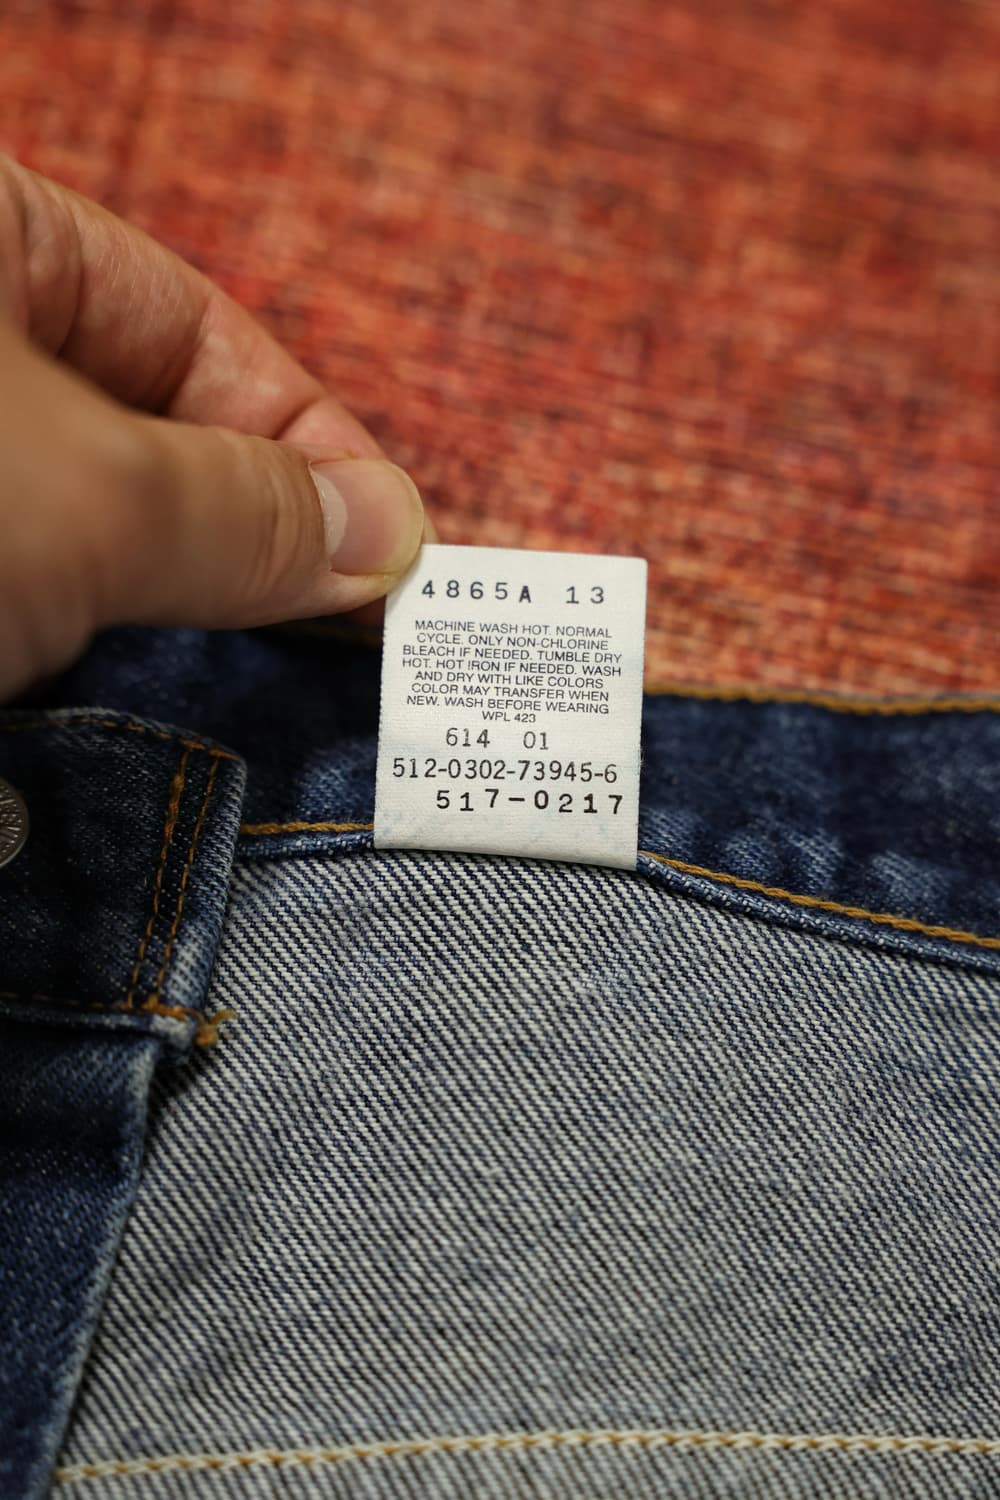 4865A 13
MACHINE WASH HOT. NORMAL
CYCLE. ONLY NON-CHLORINE
BLEACH IF NEEDED. TUMBLE DRY
HOT. HOT IRON IF NEEDED. WASH
AND DRY WITH LIKE COLORS
COLOR MAY TRANSFER WHEN
NEW. WASH BEFORE WEARING
WPL 423
614 01
512-0302-73945-6
517-0217